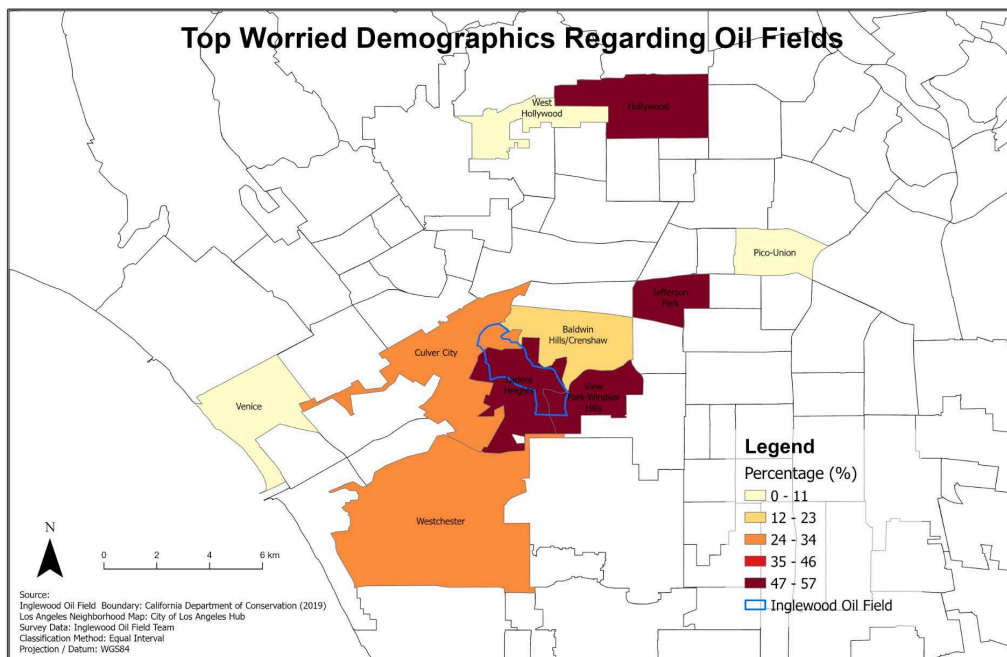 Top Worried Demographics Regarding Oil Fields
West
Hollywood
Hollywood
Pico-Union
Jefferson
Park
Baldwin
Hills/Crenshaw
Culver City
Ladera
Heights
View
Park-Windsor
Hills
Venice
Westchester
Legend
Percentage (%)
0 - 11
12 - 23
24 - 34
35 - 46
47 - 57
Inglewood Oil Field
N
0 2 4 6 km
Source:
Inglewood Oil Field Boundary: California Department of Conservation (2019)
Los Angeles Neighborhood Map: City of Los Angeles Hub
Survey Data: Inglewood Oil Field Team
Classification Method: Equal Interval
Projection / Datum: WGS84